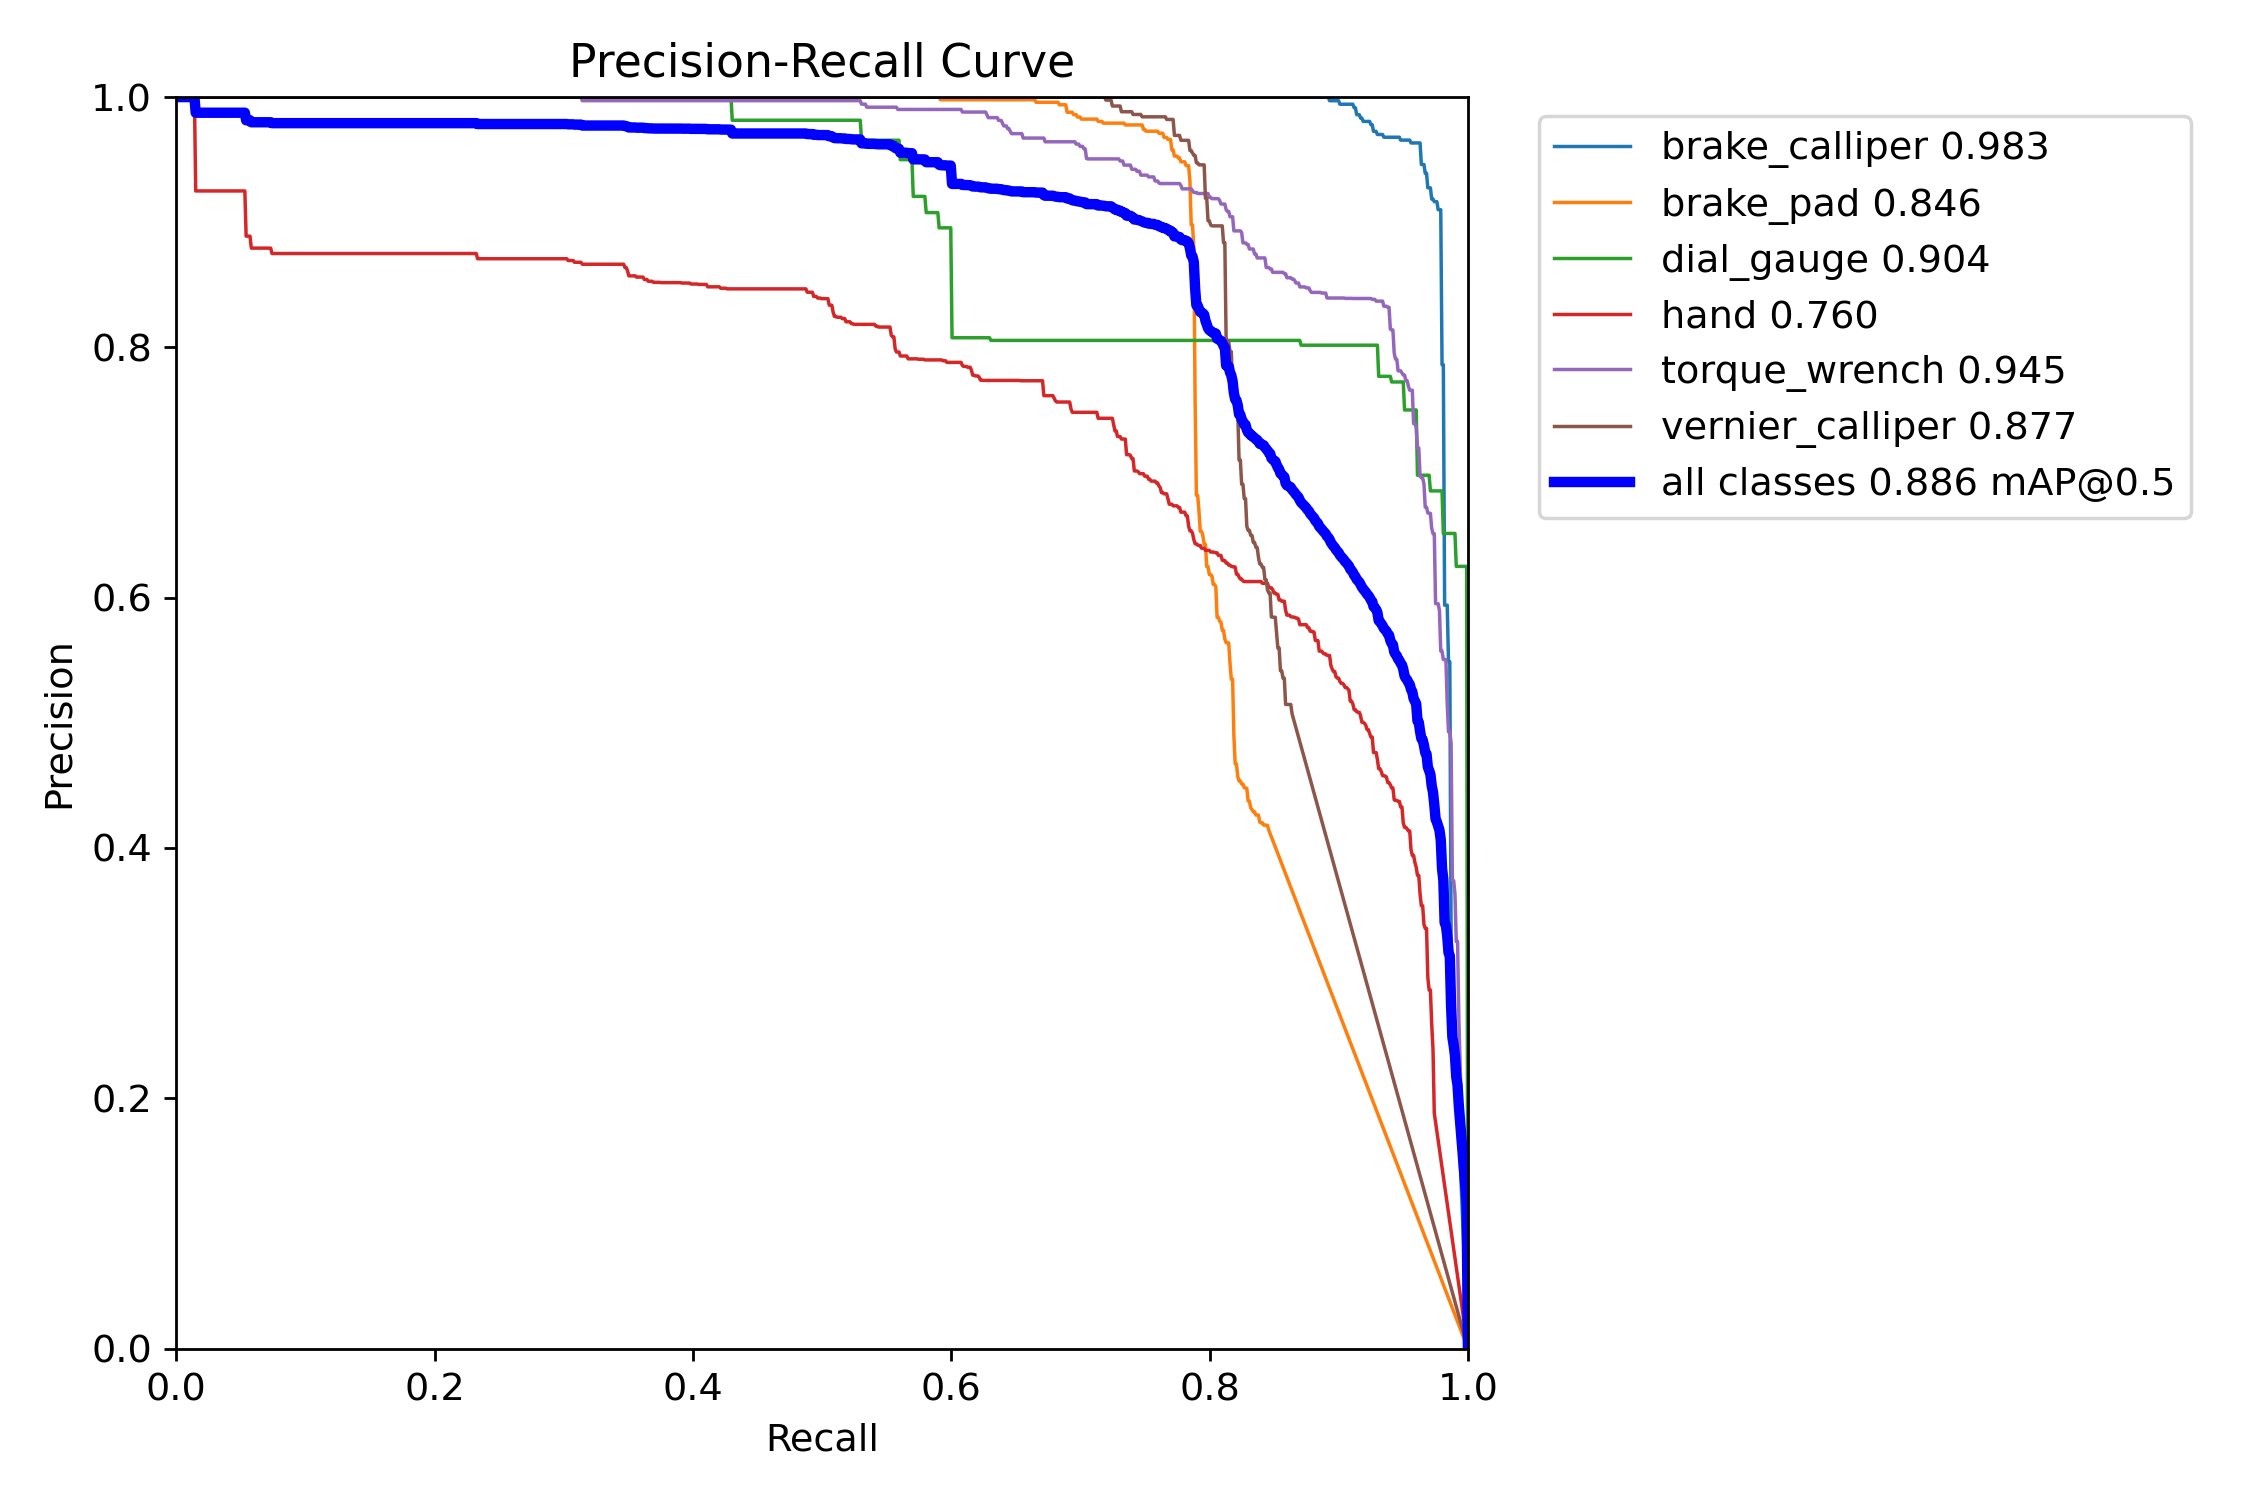 Precision-Recall Curve
1.0
0.8
0.6
0.4
0.2
0.0
Precision
0.0 0.2 0.4 0.6 0.8 1.0
Recall
brake_calliper 0.983
brake_pad 0.846
dial_gauge 0.904
hand 0.760
torque_wrench 0.945
vernier_calliper 0.877
all classes 0.886 mAP@0.5